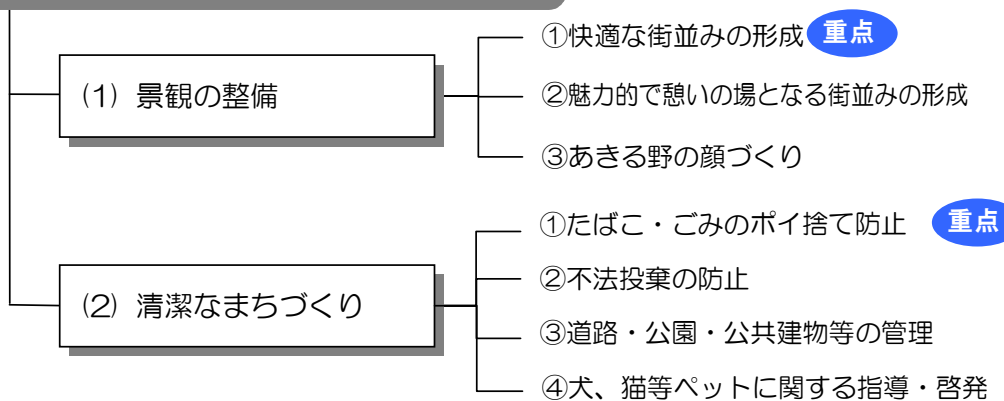 (1) 景観の整備
①快適な街並みの形成 重点
②魅力的で憩いの場となる街並みの形成
③あきる野の顔づくり
(2) 清潔なまちづくり
①たばこ・ごみのポイ捨て防止 重点
②不法投棄の防止
③道路・公園・公共建物等の管理
④犬、猫等ペットに関する指導・啓発